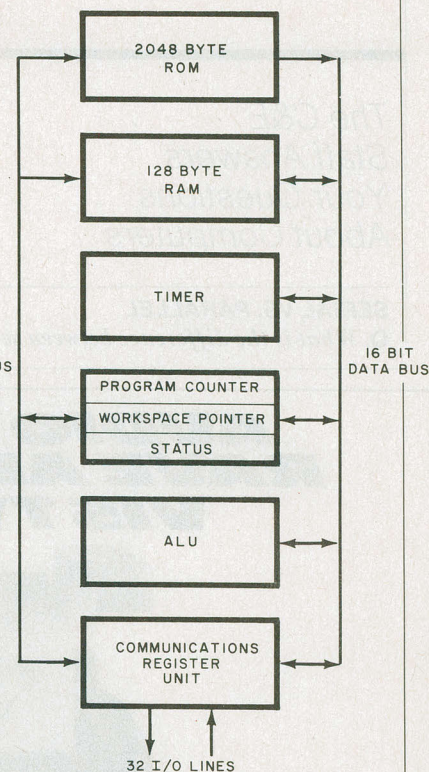 2048 BYTE
ROM
128 BYTE
RAM
TIMER
16 BIT
DATA BUS
PROGRAM COUNTER
WORKSPACE POINTER
STATUS
ALU
COMMUNICATIONS
REGISTER
UNIT
32 I/O LINES